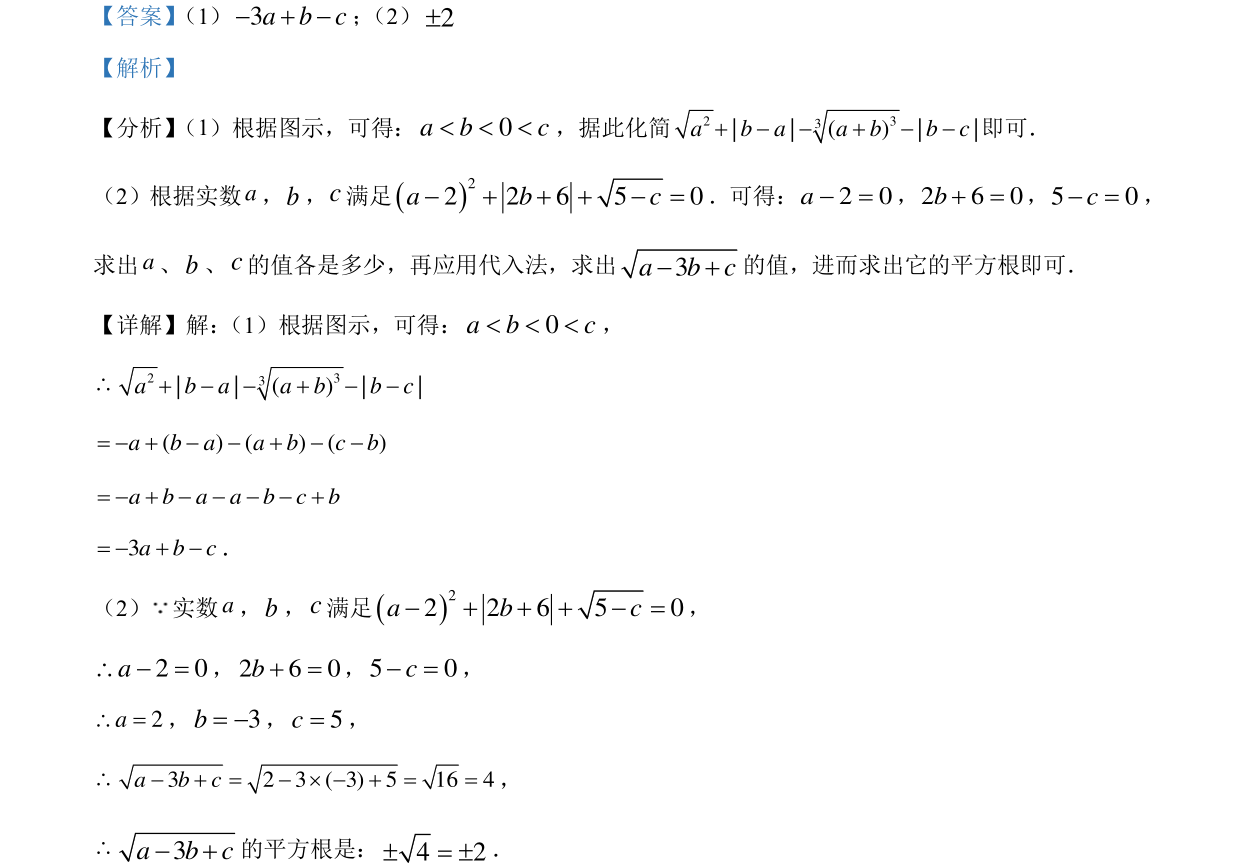 【答案】（1）−3a+b−c；（2）±2
【解析】
【分析】（1）根据图示，可得：a<b<0<c，据此化简√(a²)+|b−a|−∛((a+b)³)−|b−c|即可．
（2）根据实数a，b，c满足(a−2)²+|2b+6|+√(5−c)=0．可得：a−2=0，2b+6=0，5−c=0，
求出a、b、c的值各是多少，再应用代入法，求出√(a−3b+c)的值，进而求出它的平方根即可．
【详解】解：（1）根据图示，可得：a<b<0<c，
∴√(a²)+|b−a|−∛((a+b)³)−|b−c|
=−a+(b−a)−(a+b)−(c−b)
=−a+b−a−a−b−c+b
=−3a+b−c．
（2）∵实数a，b，c满足(a−2)²+|2b+6|+√(5−c)=0，
∴a−2=0，2b+6=0，5−c=0，
∴a=2，b=−3，c=5，
∴√(a−3b+c)=√(2−3×(−3)+5)=√16=4，
∴√(a−3b+c)的平方根是：±√4=±2．